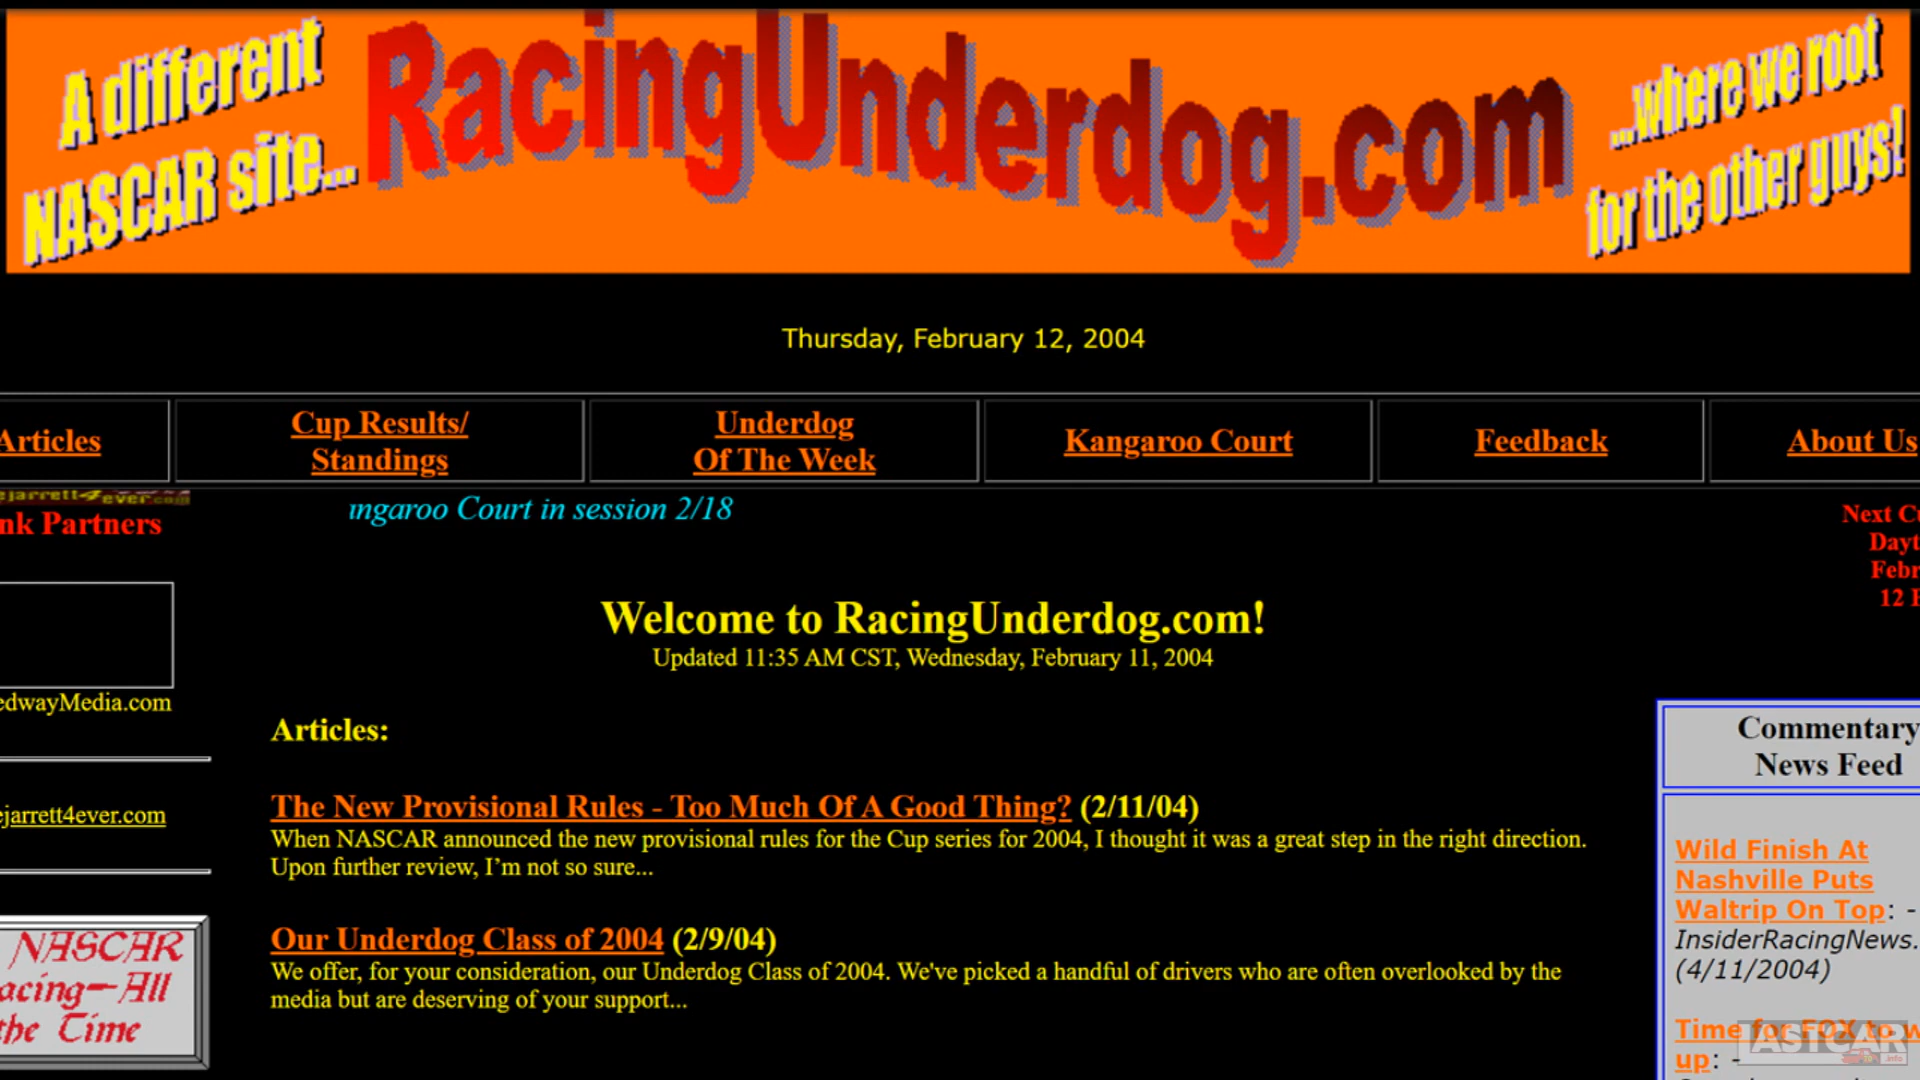 A different
NASCAR site...
RacingUnderdog.com
...where we root
for the other guys!
Thursday, February 12, 2004
Articles
Cup Results/
Standings
Underdog
Of The Week
Kangaroo Court
Feedback
About Us
ejarrett4ever.com
nk Partners
ngaroo Court in session 2/18
Next Cu
Dayt
Febr
12
Welcome to RacingUnderdog.com!
Updated 11:35 AM CST, Wednesday, February 11, 2004
edwayMedia.com
ejarrett4ever.com
NASCAR
acing—All
the Time
Articles:
The New Provisional Rules - Too Much Of A Good Thing? (2/11/04)
When NASCAR announced the new provisional rules for the Cup series for 2004, I thought it was a great step in the right direction.
Upon further review, I’m not so sure...
Our Underdog Class of 2004 (2/9/04)
We offer, for your consideration, our Underdog Class of 2004. We've picked a handful of drivers who are often overlooked by the
media but are deserving of your support...
Commentary
News Feed
Wild Finish At
Nashville Puts
Waltrip On Top: -
InsiderRacingNews.
(4/11/2004)
Time for FOX to w
up: -
LASTCAR
.info